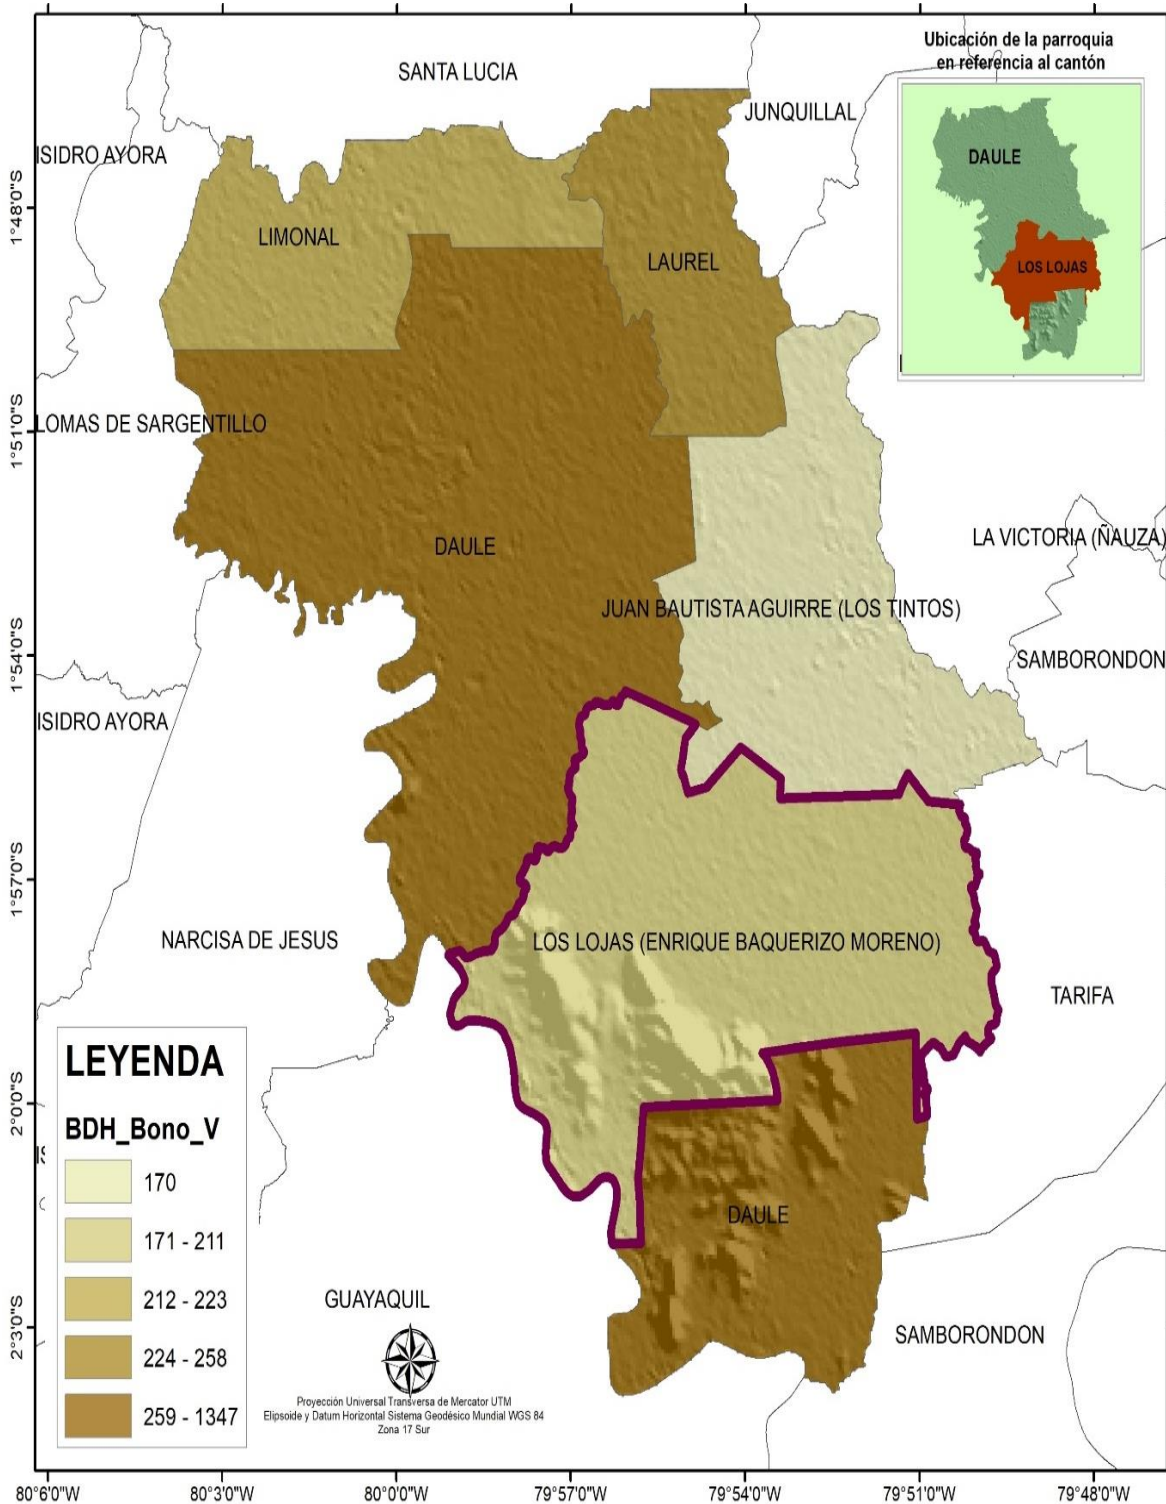 Ubicación de la parroquia
en referencia al cantón
DAULE
LOS LOJAS
SANTA LUCIA
JUNQUILLAL
ISIDRO AYORA
LIMONAL
LAUREL
LOMAS DE SARGENTILLO
DAULE
LA VICTORIA (ÑAUZA)
JUAN BAUTISTA AGUIRRE (LOS TINTOS)
SAMBORONDON
ISIDRO AYORA
NARCISA DE JESUS
LOS LOJAS (ENRIQUE BAQUERIZO MORENO)
TARIFA
DAULE
GUAYAQUIL
SAMBORONDON
LEYENDA
BDH_Bono_V
170
171 - 211
212 - 223
224 - 258
259 - 1347
Proyección Universal Transversa de Mercator UTM
Elipsoide y Datum Horizontal Sistema Geodésico Mundial WGS 84
Zona 17 Sur
1°48'0"S
1°51'0"S
1°54'0"S
1°57'0"S
2°0'0"S
2°3'0"S
80°6'0"W
80°3'0"W
80°0'0"W
79°57'0"W
79°54'0"W
79°51'0"W
79°48'0"W